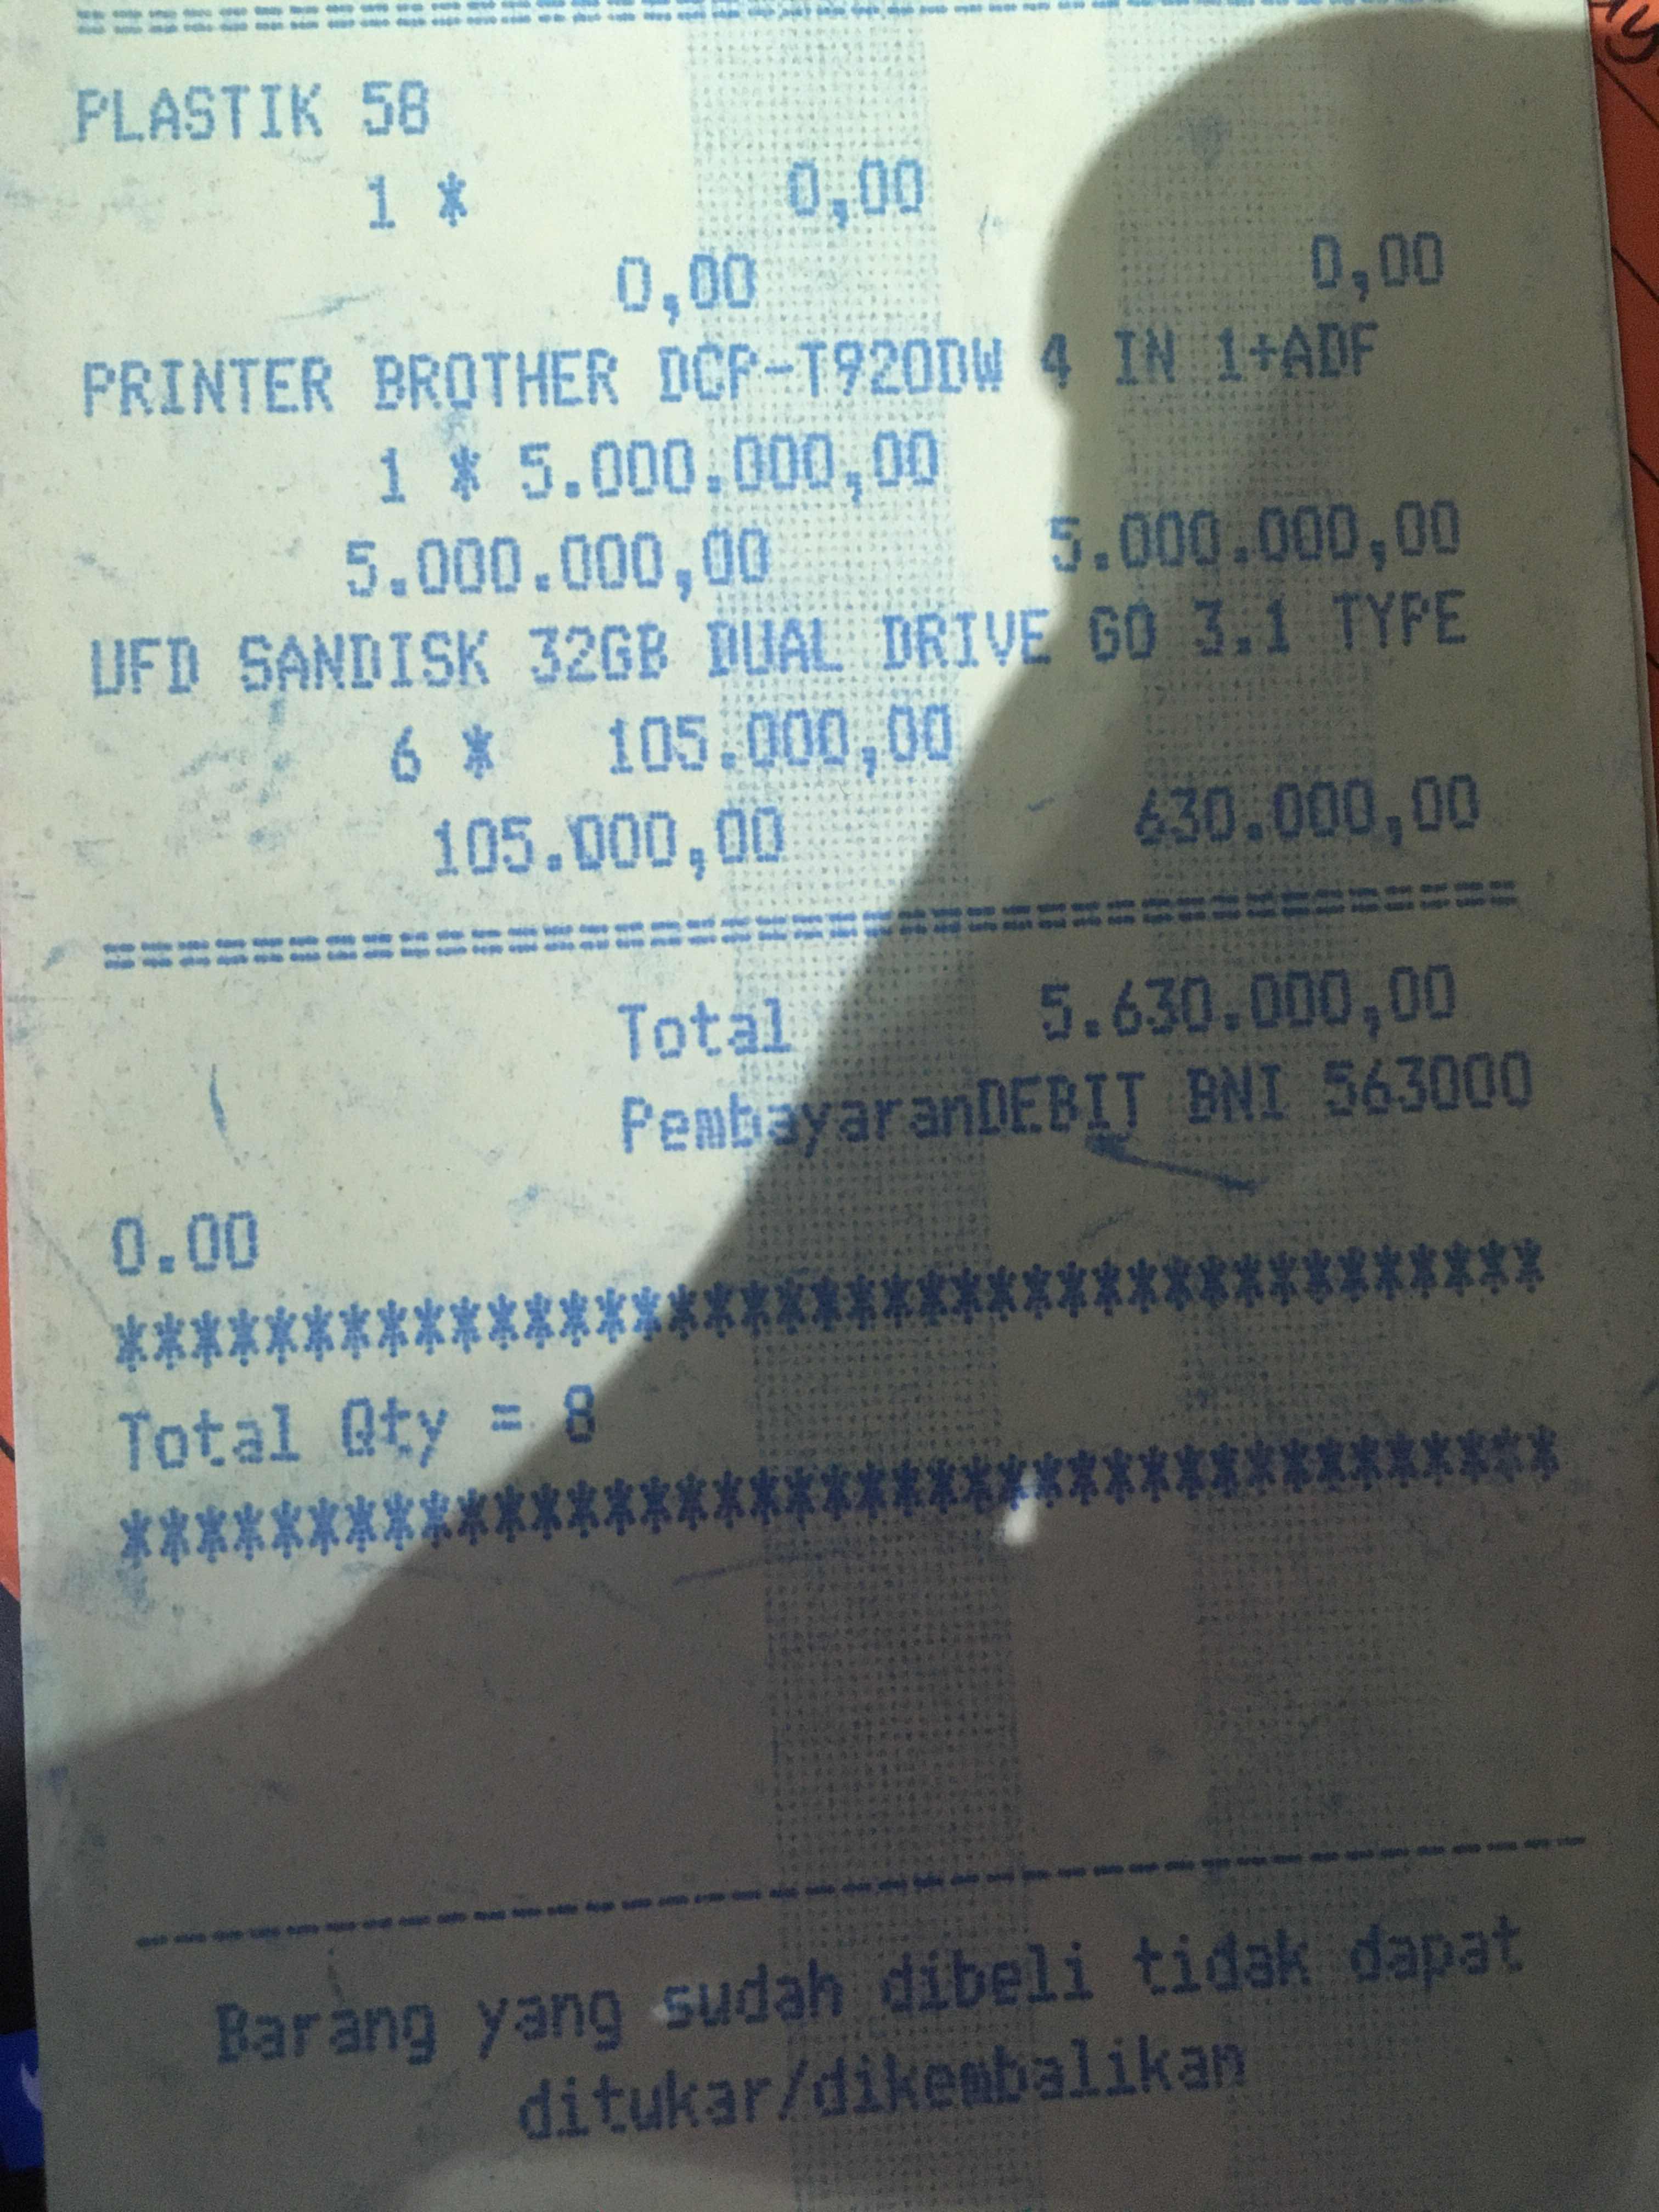 PLASTIK 58
1 * 0,00
0,00 0,00
PRINTER BROTHER DCP-T920DW 4 IN 1+ADF
1 * 5.000.000,00
5.000.000,00 5.000.000,00
UFD SANDISK 32GB DUAL DRIVE GO 3.1 TYPE
6 * 105.000,00
105.000,00 630.000,00
Total 5.630.000,00
PembayaranDEBIT BNI 563000
0.00
**************************************
Total Qty = 8
**************************************
Barang yang sudah dibeli tidak dapat
ditukar/dikembalikan